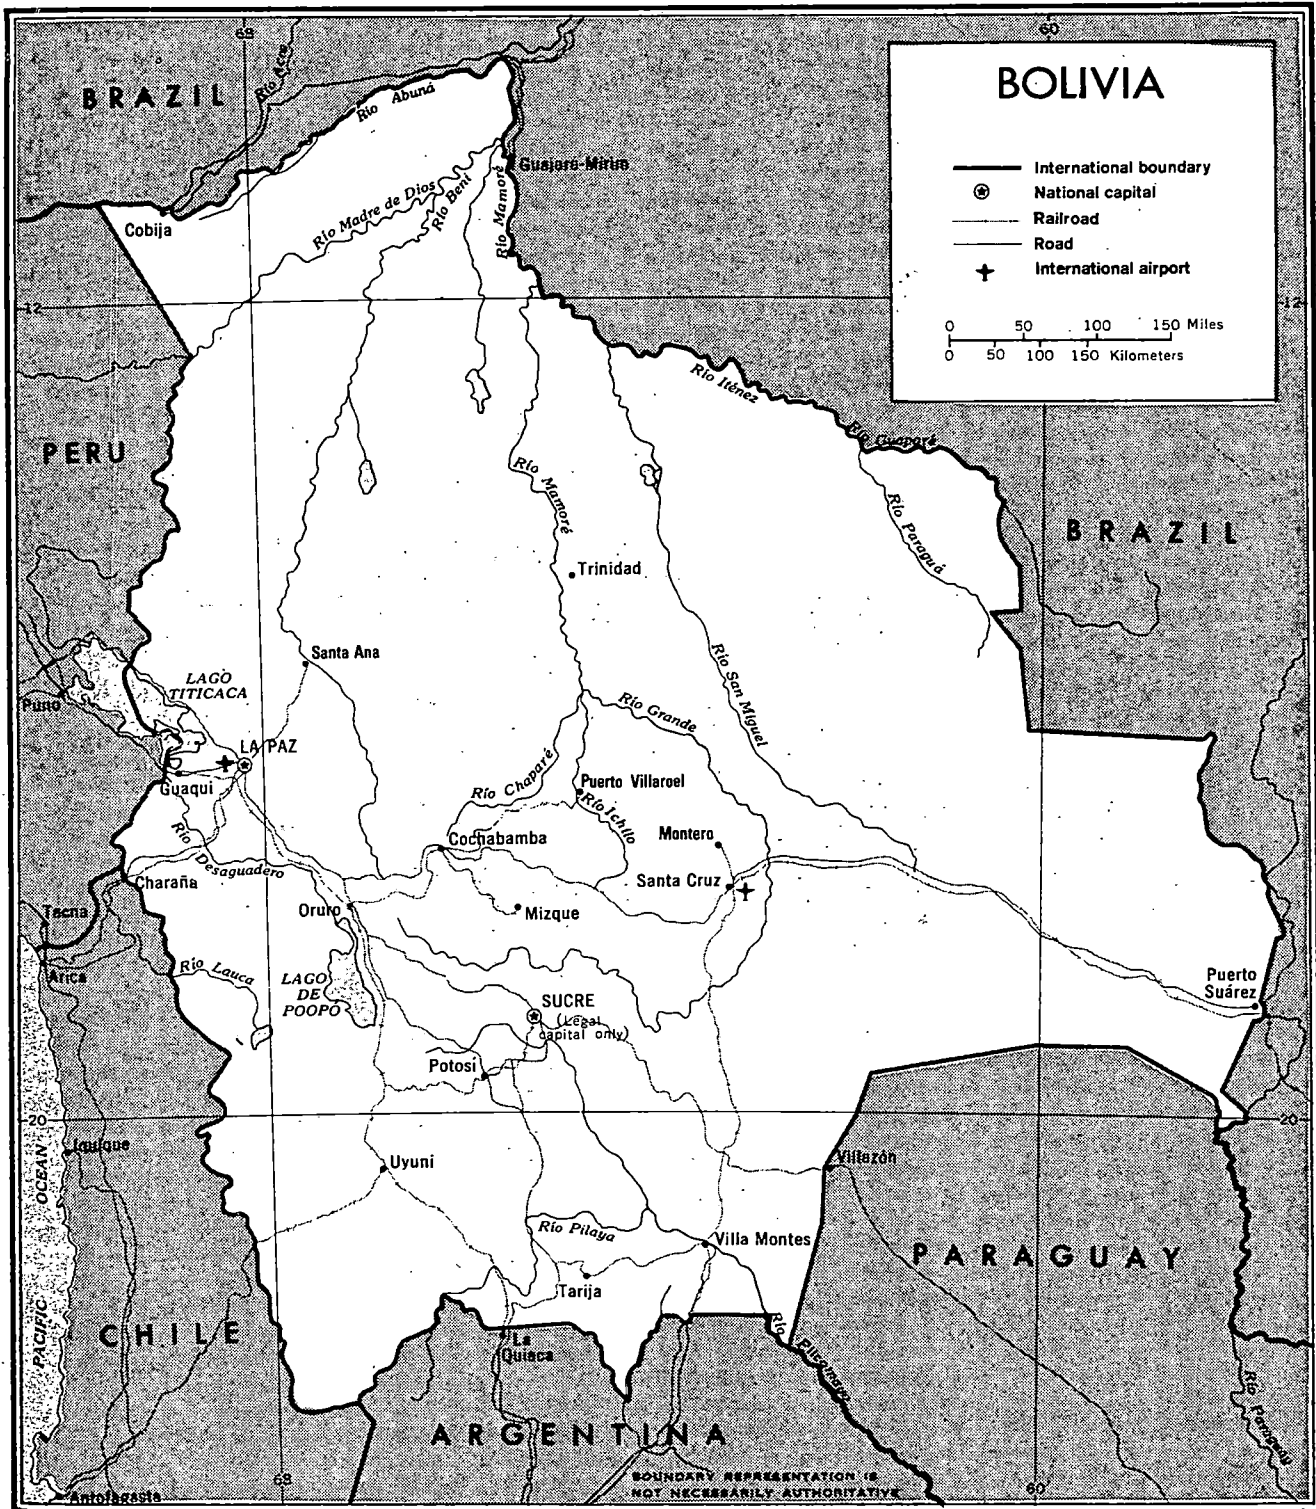 68
60
BRAZIL
Río Acre
Río Abuná
BOLIVIA
International boundary
National capital
Railroad
Road
International airport
0 50 100 150 Miles
0 50 100 150 Kilometers
Guajará-Mirim
Río Madre de Dios
Río Beni
Río Mamoré
Cobija
12
12
Río Iténez
Río Guaporé
PERU
Río Mamoré
Río Paraguá
BRAZIL
Trinidad
Santa Ana
LAGO
TITICACA
Puno
Río Grande
Río San Miguel
LA PAZ
Guaqui
Río Chaparé
Puerto Villaroel
Río Ichilo
Montero
Cochabamba
Río Desaguadero
Charaña
Santa Cruz
Oruro
Mizque
Tacna
Arica
Río Lauca
LAGO
DE
POOPÓ
Puerto
Suárez
SUCRE
(Legal
capital only)
Potosí
20
20
Iquique
Uyuni
Villazón
PACIFIC OCEAN
Río Pilaya
Villa Montes
PARAGUAY
Tarija
CHILE
La
Quiaca
Río Pilcomayo
Río Paraguay
ARGENTINA
68
60
Antofagasta
BOUNDARY REPRESENTATION IS
NOT NECESSARILY AUTHORITATIVE